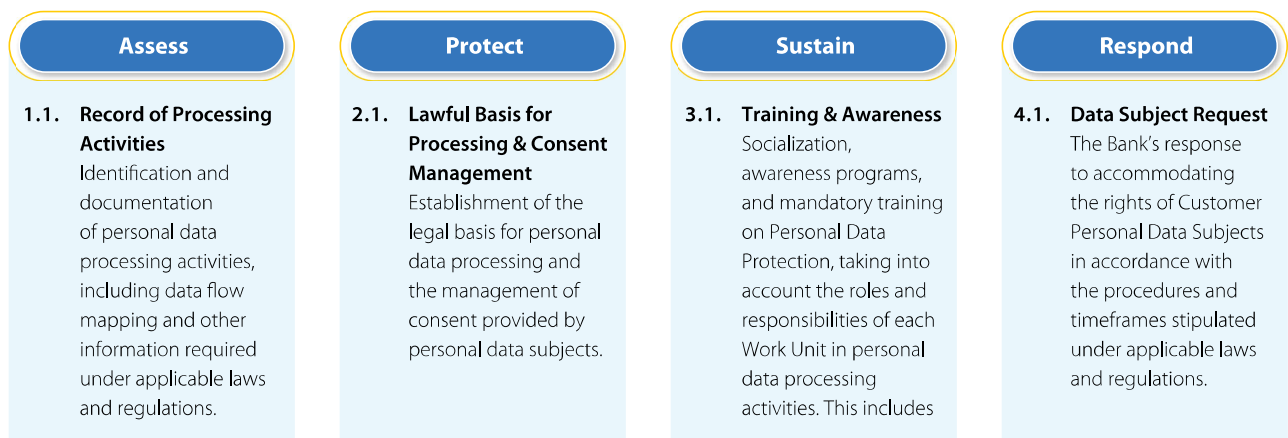 Assess
1.1. Record of Processing
Activities
Identification and
documentation
of personal data
processing activities,
including data flow
mapping and other
information required
under applicable laws
and regulations.
Protect
2.1. Lawful Basis for
Processing & Consent
Management
Establishment of the
legal basis for personal
data processing and
the management of
consent provided by
personal data subjects.
Sustain
3.1. Training & Awareness
Socialization,
awareness programs,
and mandatory training
on Personal Data
Protection, taking into
account the roles and
responsibilities of each
Work Unit in personal
data processing
activities. This includes
Respond
4.1. Data Subject Request
The Bank’s response
to accommodating
the rights of Customer
Personal Data Subjects
in accordance with
the procedures and
timeframes stipulated
under applicable laws
and regulations.